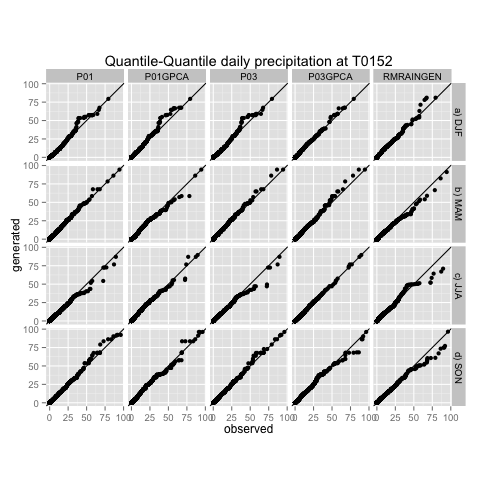 Quantile-Quantile daily precipitation at T0152
P01 P01GPCA P03 P03GPCA RMRAINGEN
100
75
50
25
0
a) DJF
100
75
50
25
0
b) MAM
generated
100
75
50
25
0
c) JJA
100
75
50
25
0
d) SON
0 25 50 75 100 0 25 50 75 100 0 25 50 75 100 0 25 50 75 100 0 25 50 75 100
observed